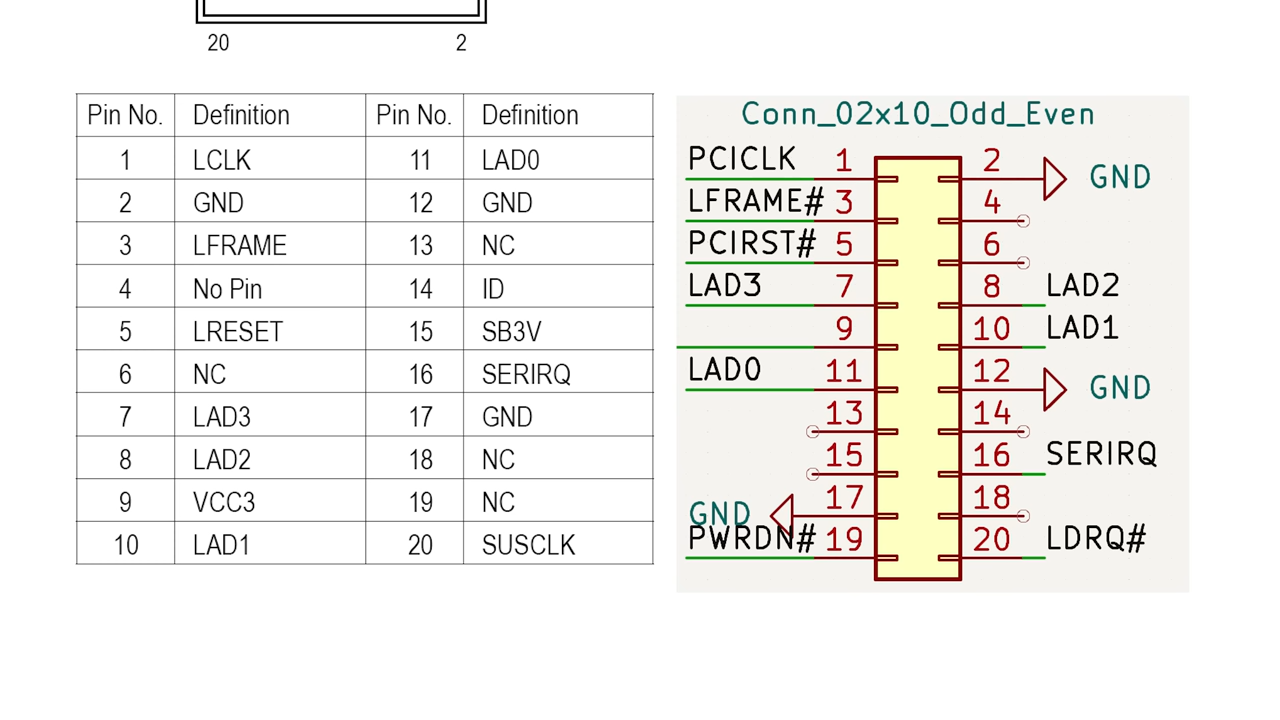 20 2
Pin No. Definition Pin No. Definition
1 LCLK 11 LAD0
2 GND 12 GND
3 LFRAME 13 NC
4 No Pin 14 ID
5 LRESET 15 SB3V
6 NC 16 SERIRQ
7 LAD3 17 GND
8 LAD2 18 NC
9 VCC3 19 NC
10 LAD1 20 SUSCLK
Conn_02x10_Odd_Even
PCICLK 1 2 GND
LFRAME# 3 4
PCIRST# 5 6
LAD3 7 8 LAD2
9 10 LAD1
LAD0 11 12 GND
13 14
15 16 SERIRQ
GND 17 18
PWRDN# 19 20 LDRQ#